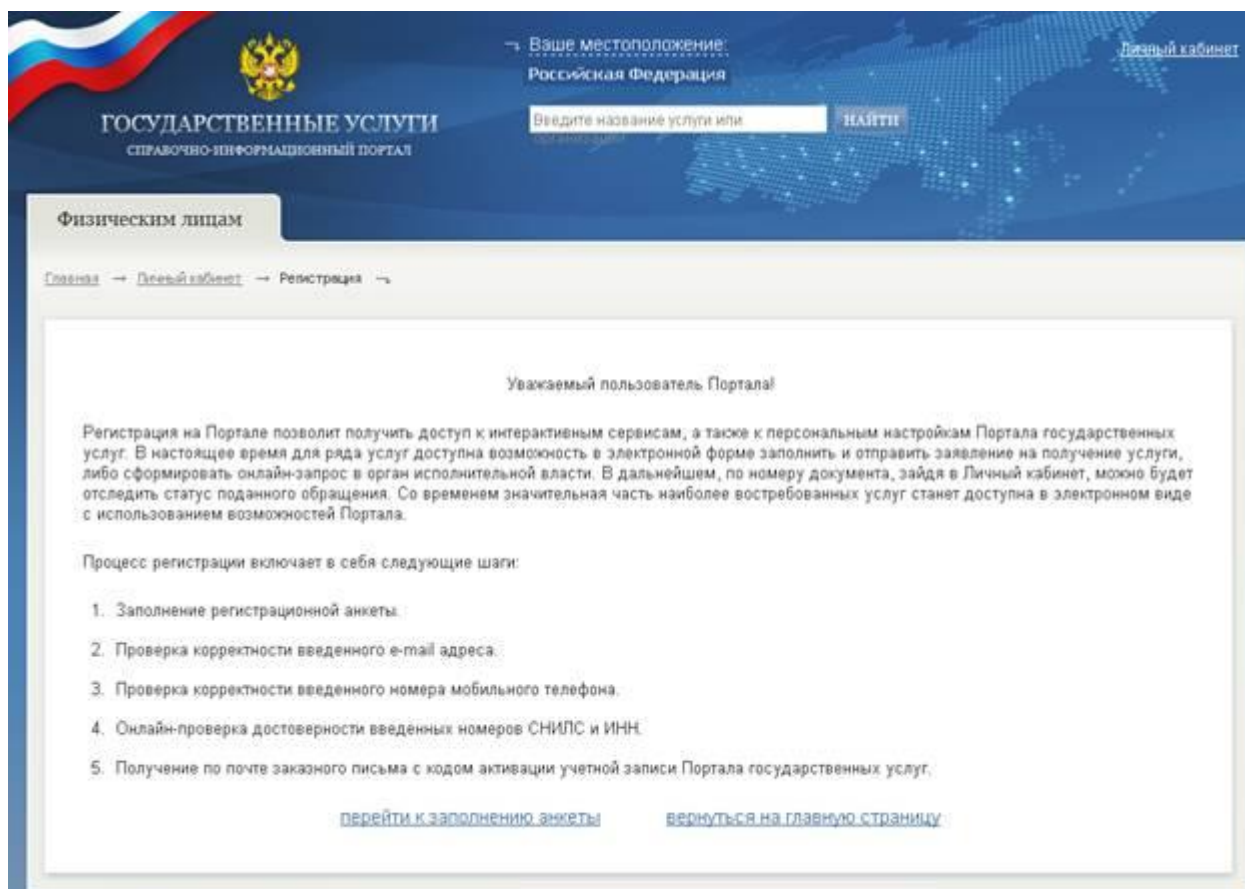 Ваше местоположение:
Российская Федерация
Личный кабинет
ГОСУДАРСТВЕННЫЕ УСЛУГИ
СПРАВОЧНО-ИНФОРМАЦИОННЫЙ ПОРТАЛ
Введите название услуги или
НАЙТИ
Физическим лицам
Главная → Личный кабинет → Регистрация
Уважаемый пользователь Портала!
Регистрация на Портале позволит получить доступ к интерактивным сервисам, а также к персональным настройкам Портала государственных
услуг. В настоящее время для ряда услуг доступна возможность в электронной форме заполнить и отправить заявление на получение услуги,
либо сформировать онлайн-запрос в орган исполнительной власти. В дальнейшем, по номеру документа, зайдя в Личный кабинет, можно будет
отследить статус поданного обращения. Со временем значительная часть наиболее востребованных услуг станет доступна в электронном виде
с использованием возможностей Портала.
Процесс регистрации включает в себя следующие шаги:
1. Заполнение регистрационной анкеты.
2. Проверка корректности введенного e-mail адреса.
3. Проверка корректности введенного номера мобильного телефона.
4. Онлайн-проверка достоверности введенных номеров СНИЛС и ИНН.
5. Получение по почте заказного письма с кодом активации учетной записи Портала государственных услуг.
перейти к заполнению анкеты вернуться на главную страницу